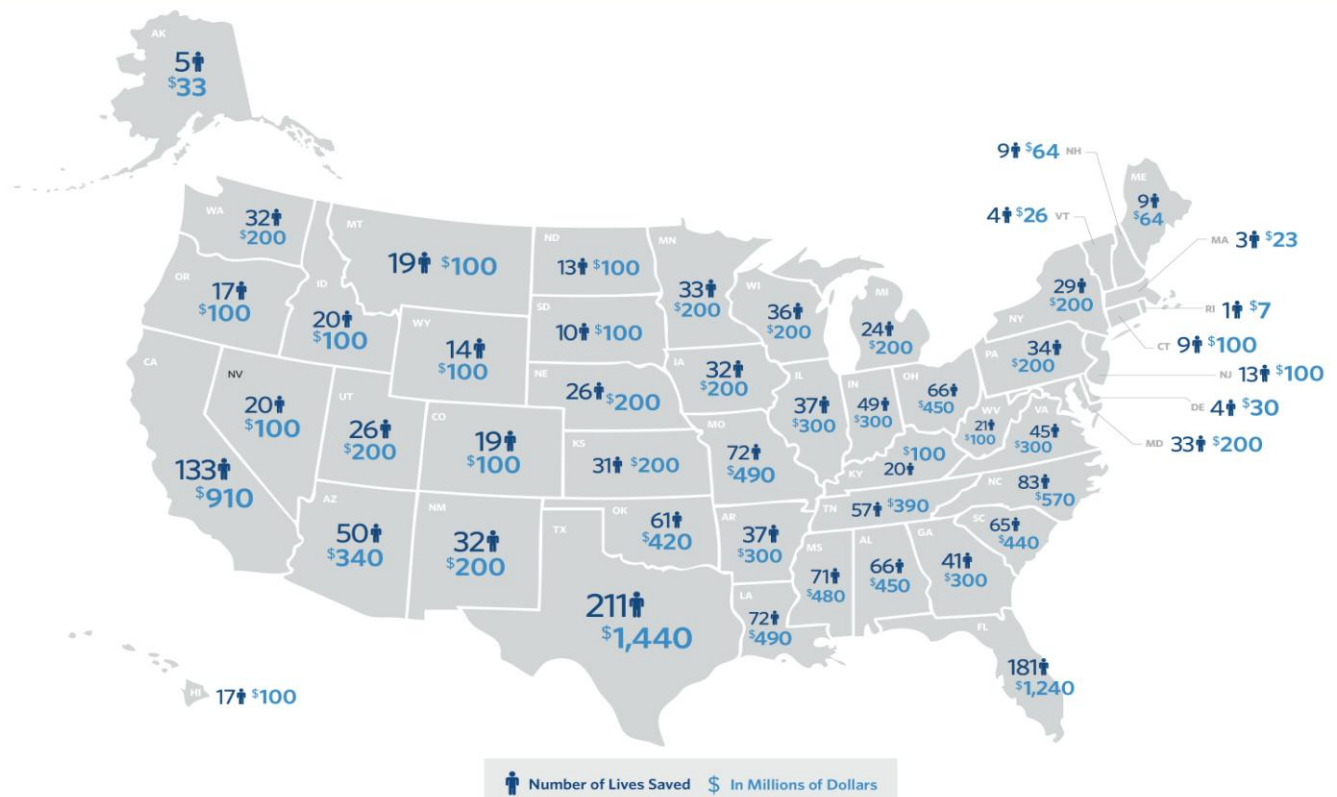 AK
5
$33
NH
9 $64
VT
4 $26
ME
9
$64
MA 3 $23
RI 1 $7
CT 9 $100
NJ 13 $100
DE 4 $30
MD 33 $200
WA
32
$200
OR
17
$100
ID
20
$100
MT
19 $100
ND
13 $100
SD
10 $100
WY
14
$100
NE
26 $200
MN
33
$200
WI
36
$200
MI
24
$200
NY
29
$200
PA
34
$200
CA
133
$910
NV
20
$100
UT
26
$200
CO
19
$100
KS
31 $200
IA
32
$200
MO
72
$490
IL
37
$300
IN
49
$300
OH
66
$450
WV
21
$100
VA
45
$300
KY
$100
20
TN
57 $390
NC
83
$570
SC
65
$440
AZ
50
$340
NM
32
$200
TX
211
$1,440
OK
61
$420
AR
37
$300
LA
72
$490
MS
71
$480
AL
66
$450
GA
41
$300
FL
181
$1,240
HI 17 $100
Number of Lives Saved $ In Millions of Dollars